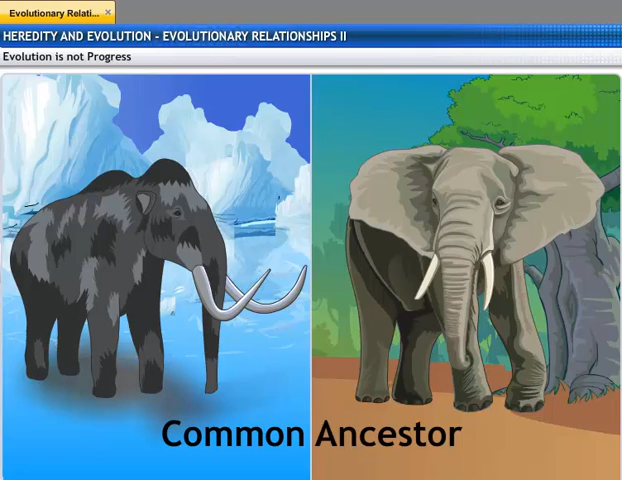 Evolutionary Relati...
HEREDITY AND EVOLUTION - EVOLUTIONARY RELATIONSHIPS II
Evolution is not Progress
Common Ancestor